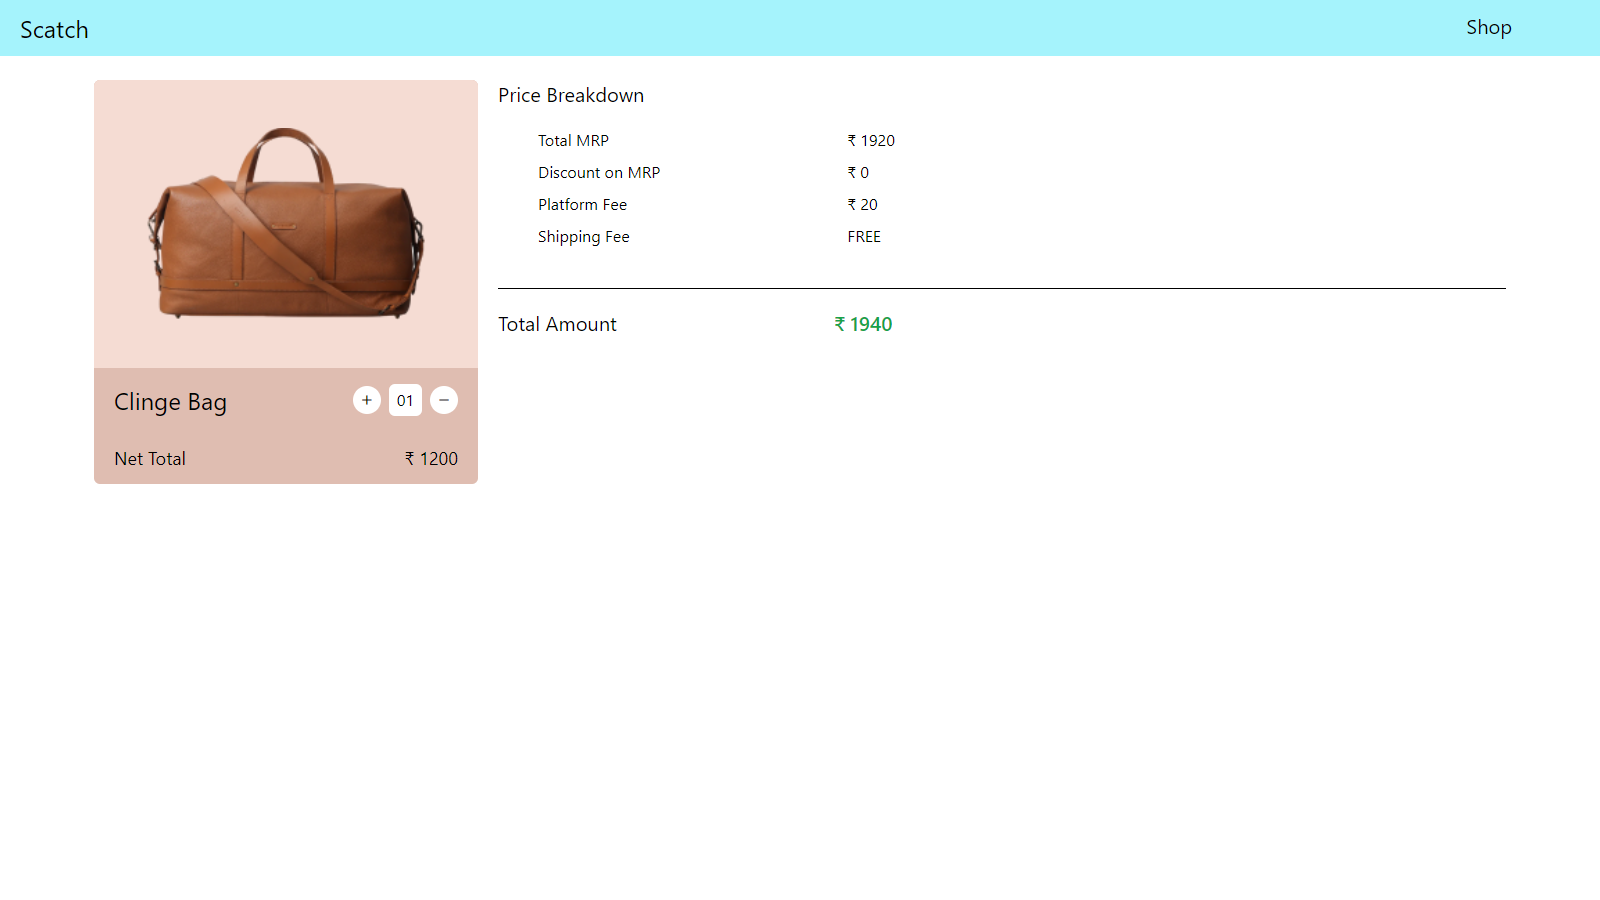 Scatch
Shop
Clinge Bag
+ 01 −
Net Total ₹ 1200
Price Breakdown
Total MRP ₹ 1920
Discount on MRP ₹ 0
Platform Fee ₹ 20
Shipping Fee FREE
Total Amount ₹ 1940